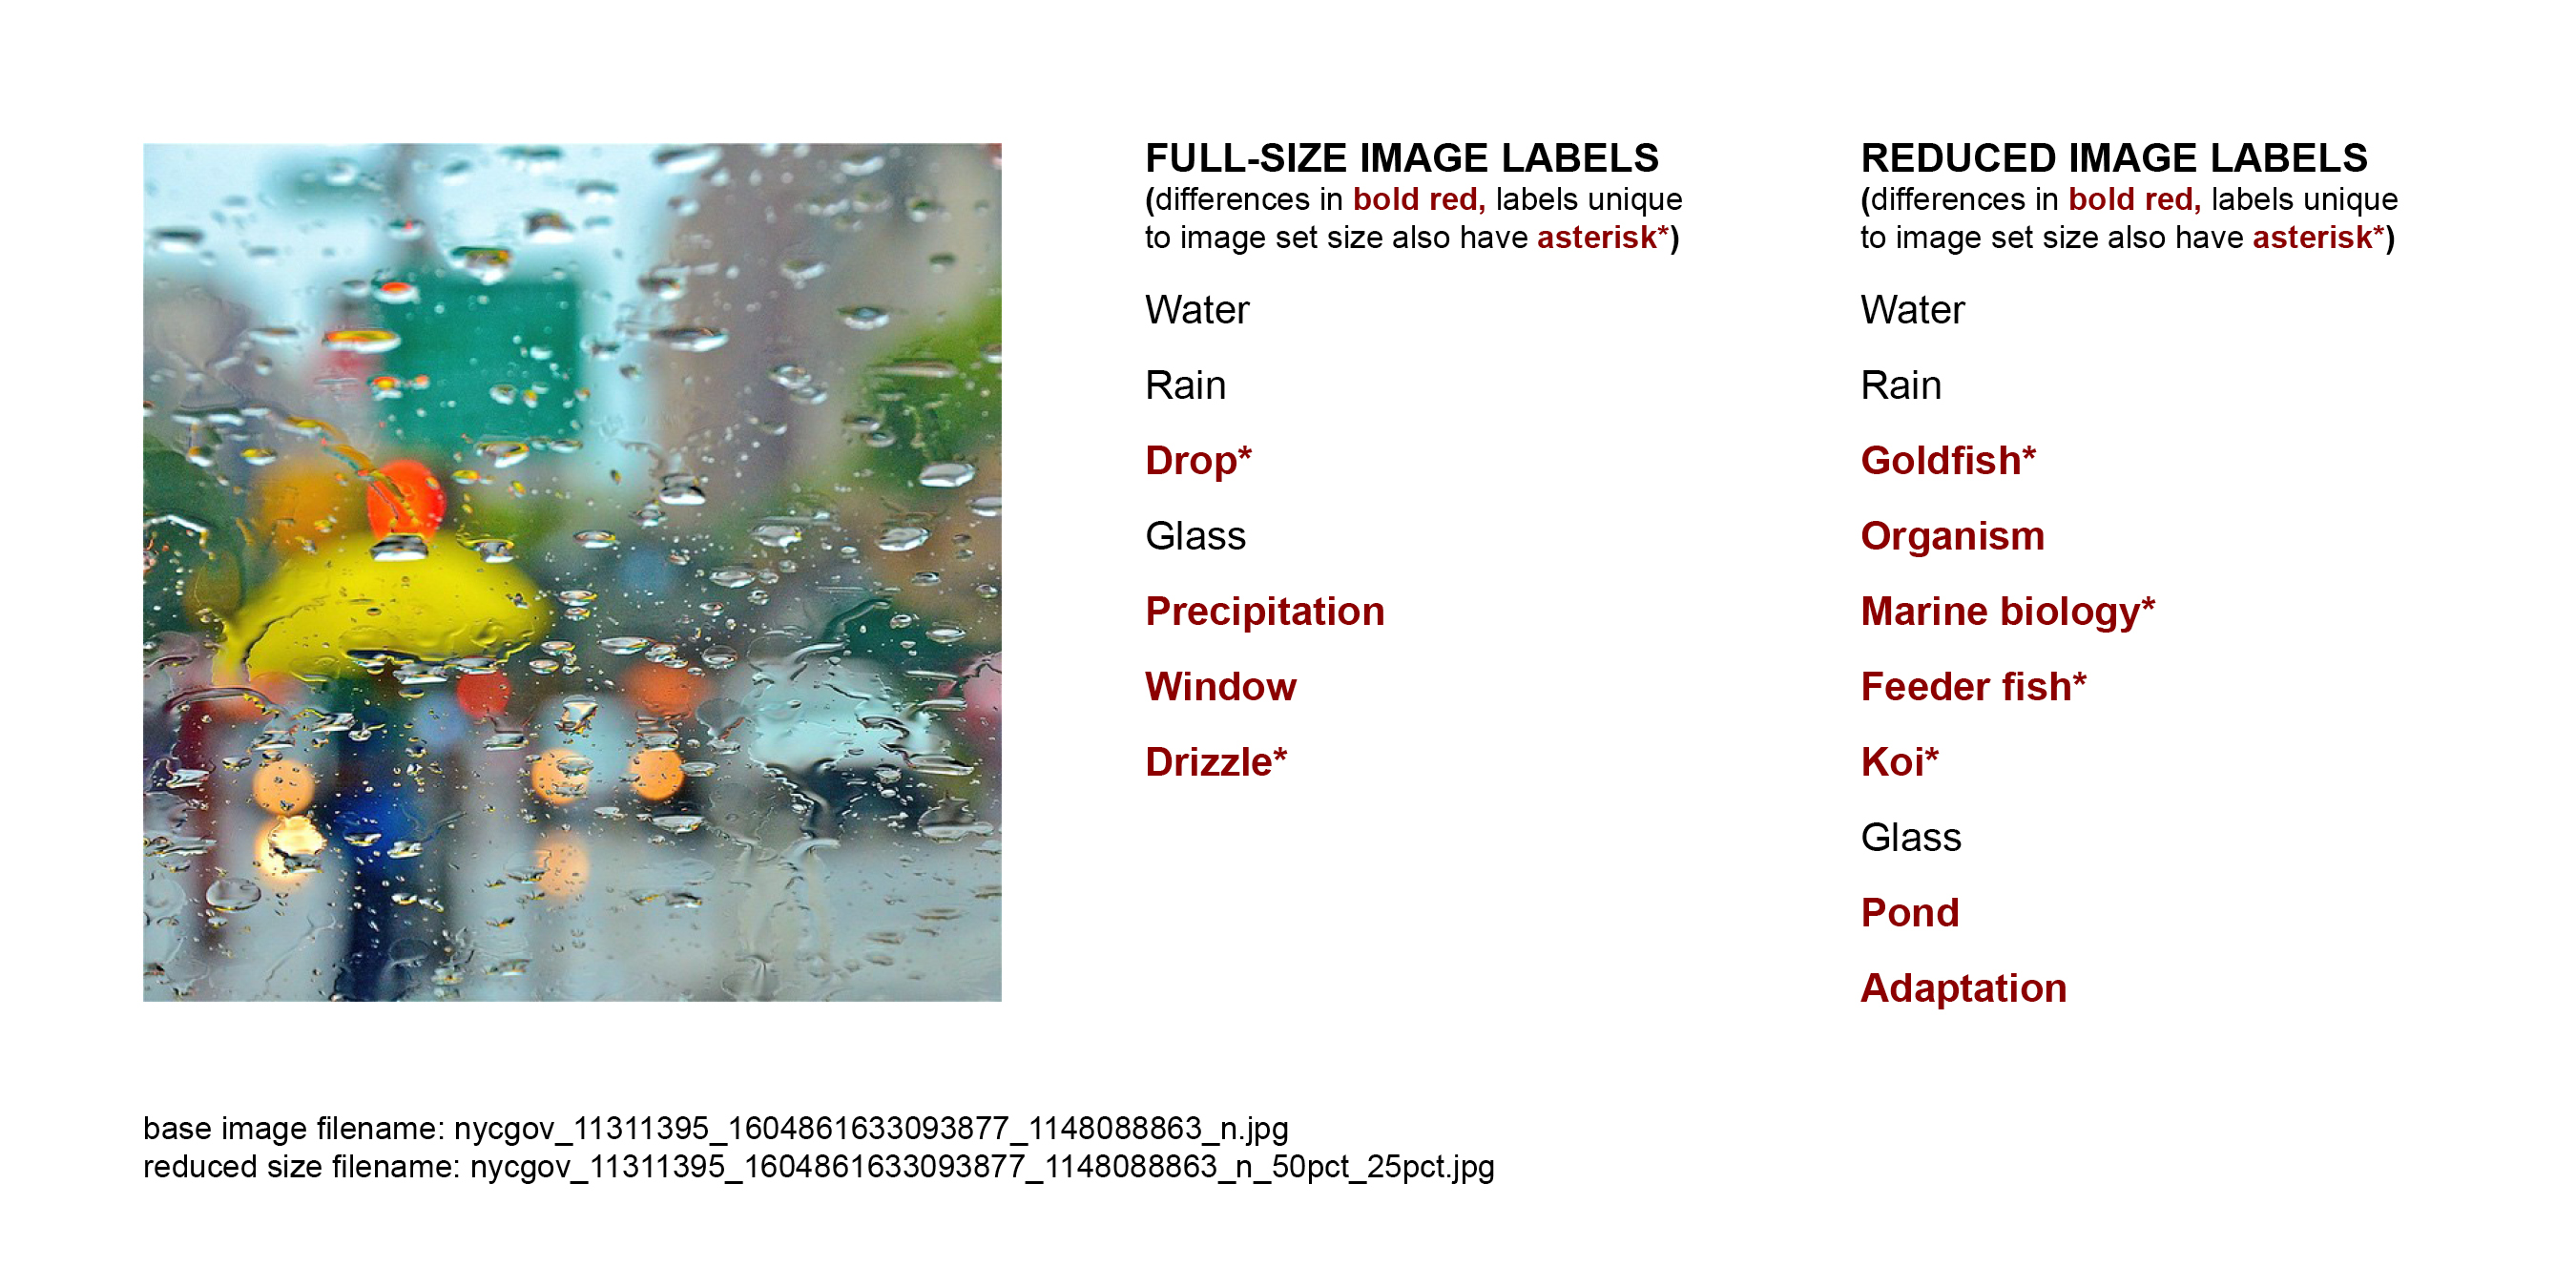 FULL-SIZE IMAGE LABELS
(differences in bold red, labels unique
to image set size also have asterisk*)
Water
Rain
Drop*
Glass
Precipitation
Window
Drizzle*
REDUCED IMAGE LABELS
(differences in bold red, labels unique
to image set size also have asterisk*)
Water
Rain
Goldfish*
Organism
Marine biology*
Feeder fish*
Koi*
Glass
Pond
Adaptation
base image filename: nycgov_11311395_1604861633093877_1148088863_n.jpg
reduced size filename: nycgov_11311395_1604861633093877_1148088863_n_50pct_25pct.jpg